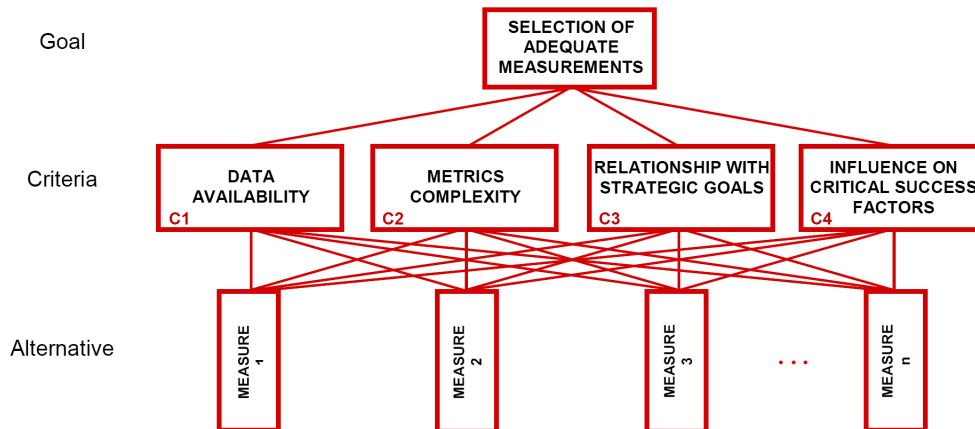 Goal
SELECTION OF
ADEQUATE
MEASUREMENTS
Criteria
DATA
AVAILABILITY
C1
METRICS
COMPLEXITY
C2
RELATIONSHIP WITH
STRATEGIC GOALS
C3
INFLUENCE ON
CRITICAL SUCCESS
FACTORS
C4
Alternative
MEASURE
1
MEASURE
2
MEASURE
3
...
MEASURE
n